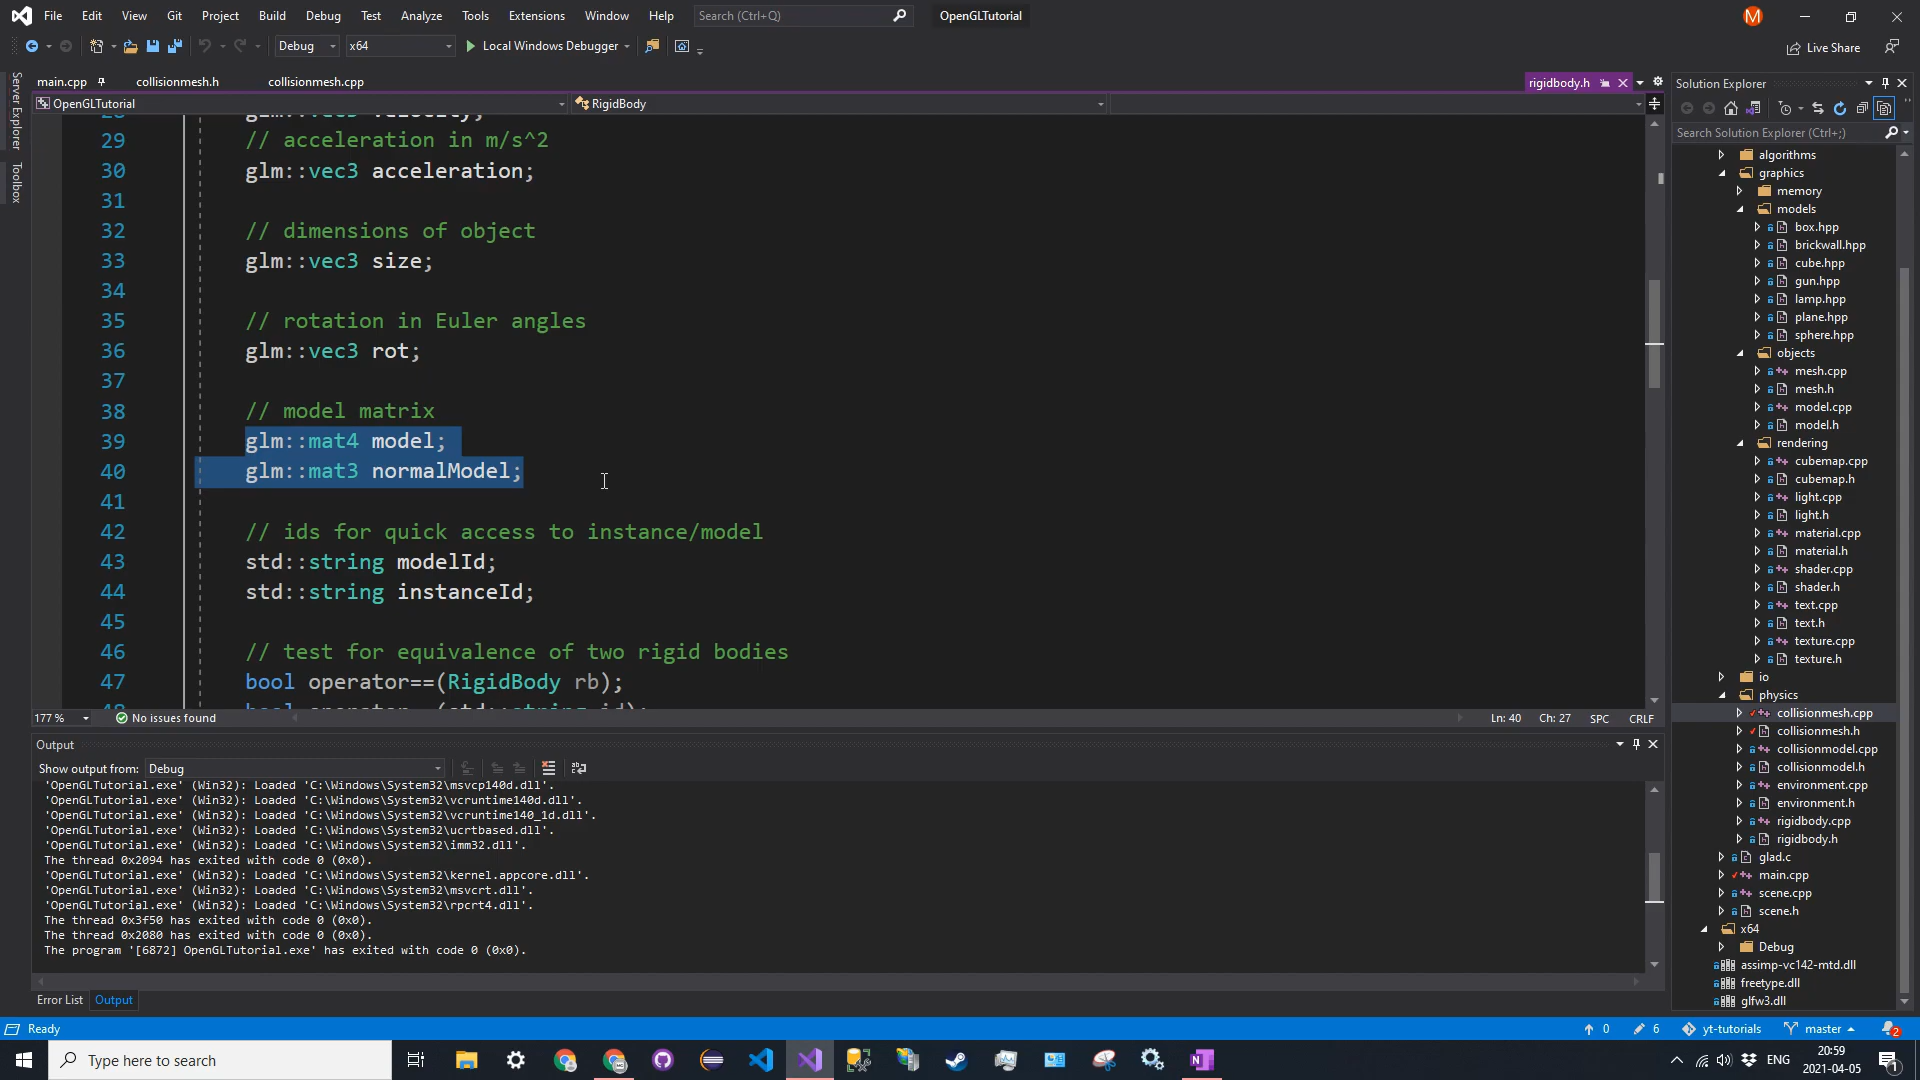 File Edit View Git Project Build Debug Test Analyze Tools Extensions Window Help Search (Ctrl+Q) OpenGLTutorial M
Debug x64 Local Windows Debugger Live Share
Server Explorer
Toolbox
main.cpp collisionmesh.h collisionmesh.cpp rigidbody.h
OpenGLTutorial RigidBody
29 // acceleration in m/s^2
30 glm::vec3 acceleration;
31
32 // dimensions of object
33 glm::vec3 size;
34
35 // rotation in Euler angles
36 glm::vec3 rot;
37
38 // model matrix
39 glm::mat4 model;
40 glm::mat3 normalModel;
41
42 // ids for quick access to instance/model
43 std::string modelId;
44 std::string instanceId;
45
46 // test for equivalence of two rigid bodies
47 bool operator==(RigidBody rb);
177 % No issues found Ln: 40 Ch: 27 SPC CRLF
Output
Show output from: Debug
'OpenGLTutorial.exe' (Win32): Loaded 'C:\Windows\System32\msvcp140d.dll'.
'OpenGLTutorial.exe' (Win32): Loaded 'C:\Windows\System32\vcruntime140d.dll'.
'OpenGLTutorial.exe' (Win32): Loaded 'C:\Windows\System32\vcruntime140_1d.dll'.
'OpenGLTutorial.exe' (Win32): Loaded 'C:\Windows\System32\ucrtbased.dll'.
'OpenGLTutorial.exe' (Win32): Loaded 'C:\Windows\System32\imm32.dll'.
The thread 0x2094 has exited with code 0 (0x0).
'OpenGLTutorial.exe' (Win32): Loaded 'C:\Windows\System32\kernel.appcore.dll'.
'OpenGLTutorial.exe' (Win32): Loaded 'C:\Windows\System32\msvcrt.dll'.
'OpenGLTutorial.exe' (Win32): Loaded 'C:\Windows\System32\rpcrt4.dll'.
The thread 0x3f50 has exited with code 0 (0x0).
The thread 0x2080 has exited with code 0 (0x0).
The program '[6872] OpenGLTutorial.exe' has exited with code 0 (0x0).
Error List Output
Solution Explorer
Search Solution Explorer (Ctrl+;)
algorithms
graphics
memory
models
box.hpp
brickwall.hpp
cube.hpp
gun.hpp
lamp.hpp
plane.hpp
sphere.hpp
objects
mesh.cpp
mesh.h
model.cpp
model.h
rendering
cubemap.cpp
cubemap.h
light.cpp
light.h
material.cpp
material.h
shader.cpp
shader.h
text.cpp
text.h
texture.cpp
texture.h
io
physics
collisionmesh.cpp
collisionmesh.h
collisionmodel.cpp
collisionmodel.h
environment.cpp
environment.h
rigidbody.cpp
rigidbody.h
glad.c
main.cpp
scene.cpp
scene.h
x64
Debug
assimp-vc142-mtd.dll
freetype.dll
glfw3.dll
Ready 0 6 yt-tutorials master 2
Type here to search ENG 20:59
2021-04-05 1